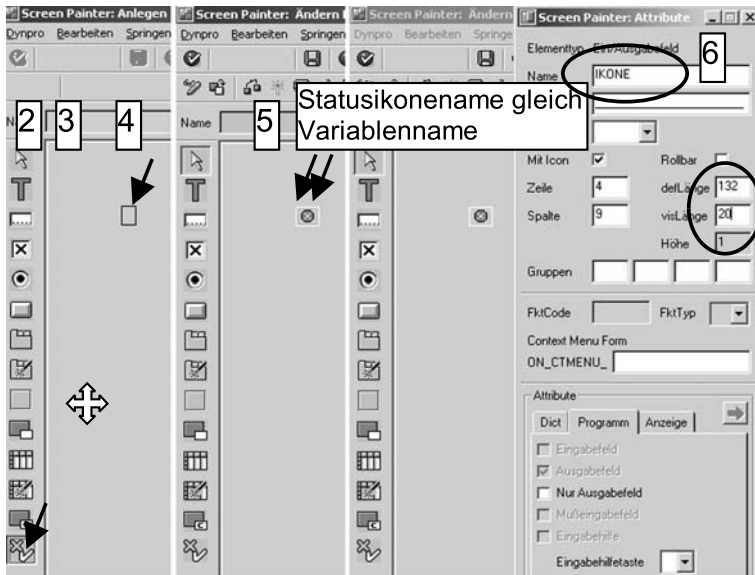 Screen Painter: Anlegen
Dynpro Bearbeiten Springen
2 3 4
Screen Painter: Ändern
Dynpro Bearbeiten Springen
Name
5
Statusikonename gleich
Variablenname
Screen Painter: Ändern
Dynpro Bearbeiten Springe
Screen Painter: Attribute
Elementtyp Ein/Ausgabefeld
6
Name IKONE
Mit Icon Rollbar
Zeile 4 defLänge 132
Spalte 9 visLänge 20
Höhe 1
Gruppen
FktCode FktTyp
Context Menu Form
ON_CTMENU_
Attribute
Dict Programm Anzeige
Eingabefeld
Ausgabefeld
Nur Ausgabefeld
Mußeingabefeld
Eingabehilfe
Eingabehilfetaste